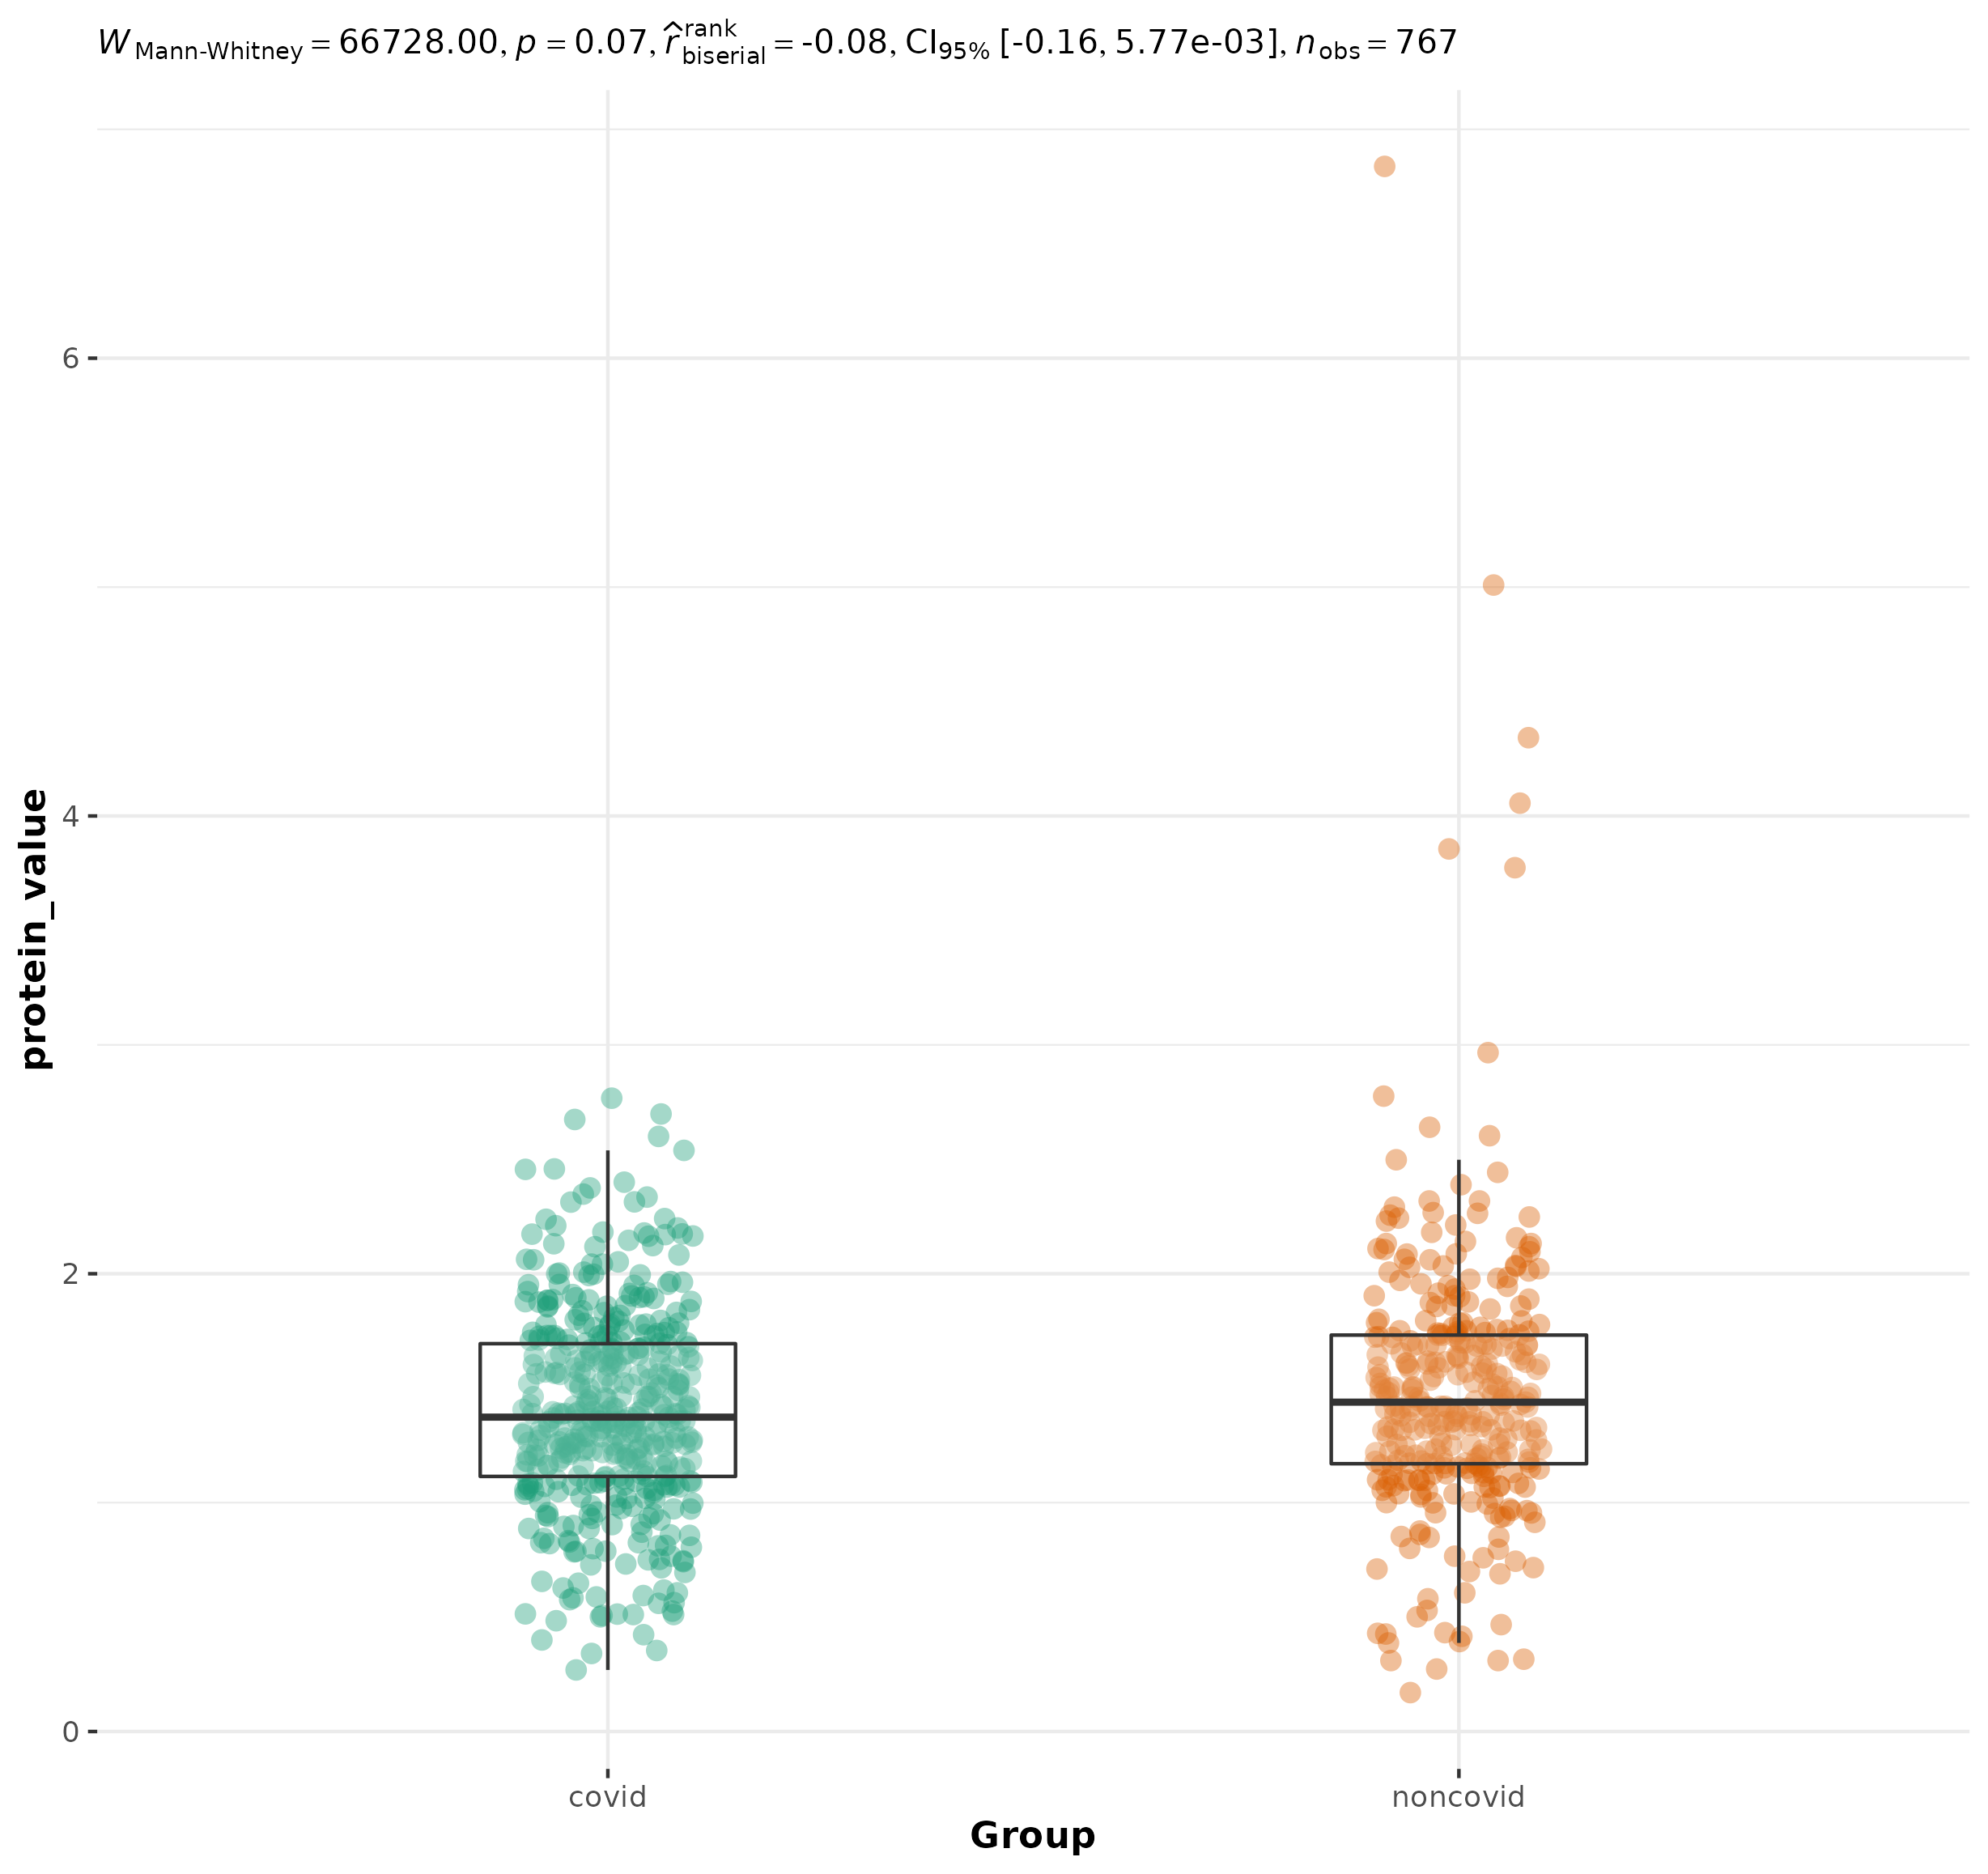 W Mann-Whitney = 66728.00, p = 0.07, r̂ rank biserial = -0.08, CI95% [-0.16, 5.77e-03], nobs = 767
protein_value
6
4
2
0
covid noncovid
Group